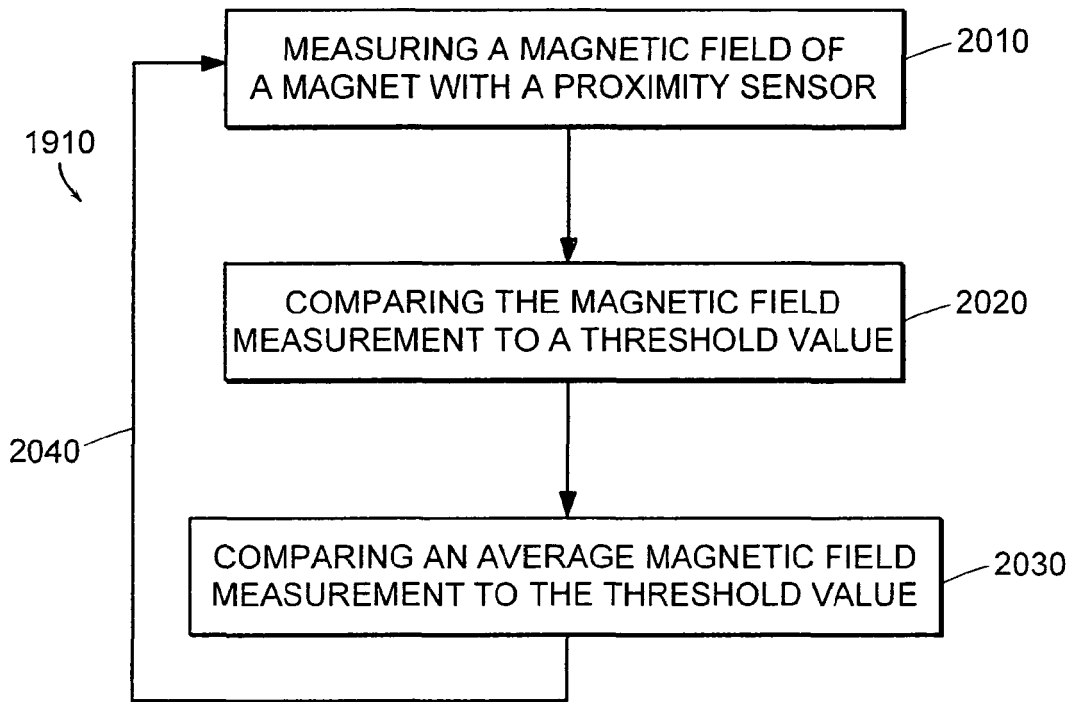 MEASURING A MAGNETIC FIELD OF
A MAGNET WITH A PROXIMITY SENSOR
2010
1910
COMPARING THE MAGNETIC FIELD
MEASUREMENT TO A THRESHOLD VALUE
2020
2040
COMPARING AN AVERAGE MAGNETIC FIELD
MEASUREMENT TO THE THRESHOLD VALUE
2030